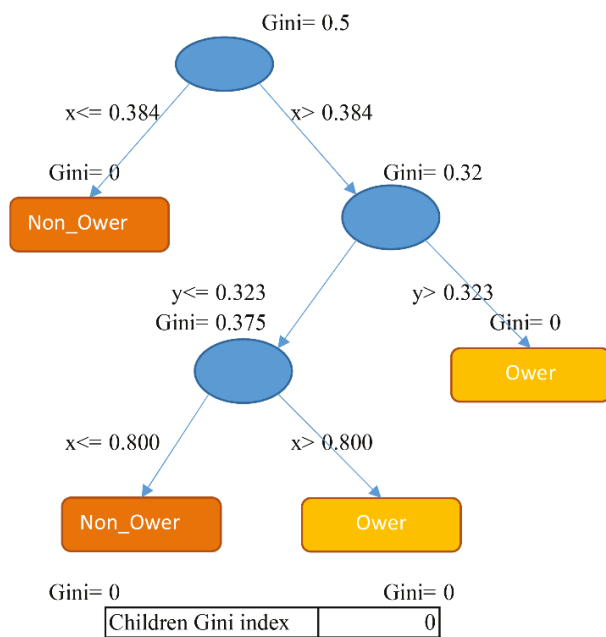 Gini= 0.5
x<= 0.384
x> 0.384
Gini= 0
Gini= 0.32
Non_Ower
y<= 0.323
y> 0.323
Gini= 0.375
Gini= 0
Ower
x<= 0.800
x> 0.800
Non_Ower
Ower
Gini= 0
Gini= 0
Children Gini index 0